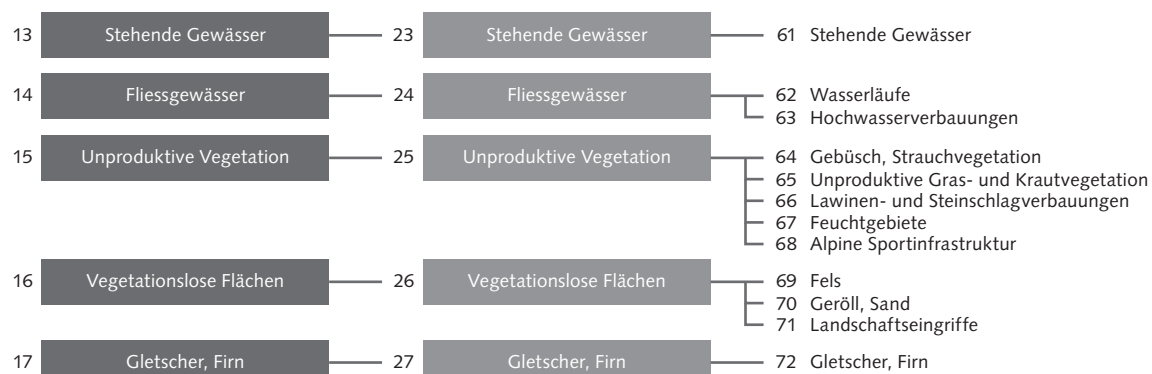 13 Stehende Gewässer 23 Stehende Gewässer 61 Stehende Gewässer
14 Fliessgewässer 24 Fliessgewässer 62 Wasserläufe
63 Hochwasserverbauungen
15 Unproduktive Vegetation 25 Unproduktive Vegetation 64 Gebüsch, Strauchvegetation
65 Unproduktive Gras- und Krautvegetation
66 Lawinen- und Steinschlagverbauungen
67 Feuchtgebiete
68 Alpine Sportinfrastruktur
16 Vegetationslose Flächen 26 Vegetationslose Flächen 69 Fels
70 Geröll, Sand
71 Landschaftseingriffe
17 Gletscher, Firn 27 Gletscher, Firn 72 Gletscher, Firn